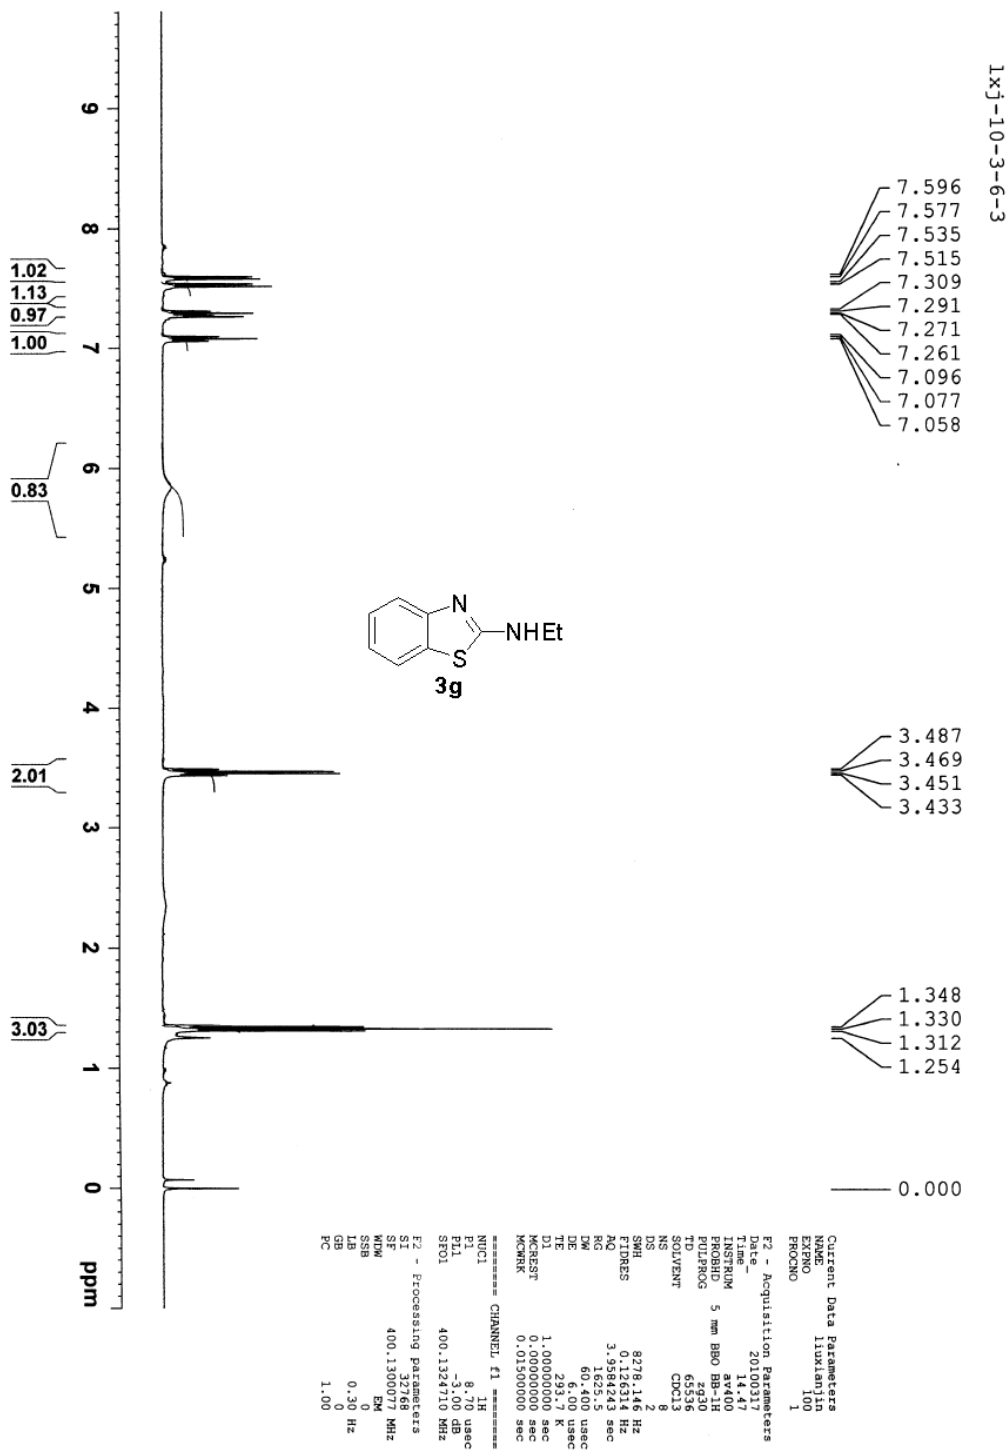 lxj-10-3-6-3
7.596
7.577
7.535
7.515
7.309
7.291
7.271
7.261
7.096
7.077
7.058
3.487
3.469
3.451
3.433
1.348
1.330
1.312
1.254
0.000
N
S
NHEt
3g
9
8
7
6
5
4
3
2
1
0
ppm
1.02
1.13
0.97
1.00
0.83
2.01
3.03
Current Data Parameters
NAME liuxianjin
EXPNO 100
PROCNO 1
F2 - Acquisition Parameters
Date_ 20100317
Time_ 14.47
INSTRUM av400
PROBHD 5 mm BBO BB-1H
PULPROG zg30
TD 65536
SOLVENT CDCl3
NS 8
DS 2
SWH 8278.146 Hz
FIDRES 0.126314 Hz
AQ 3.9584243 sec
RG 1625.5
DW 60.400 usec
DE 6.00 usec
TE 293.7 K
D1 1.00000000 sec
MCREST 0.00000000 sec
MCWRK 0.01500000 sec
======== CHANNEL f1 ========
NUC1 1H
P1 8.70 usec
PL1 -3.00 dB
SFO1 400.1324710 MHz
F2 - Processing parameters
SI 32768
SF 400.1300077 MHz
WDW EM
SSB 0
LB 0.30 Hz
GB 0
PC 1.00